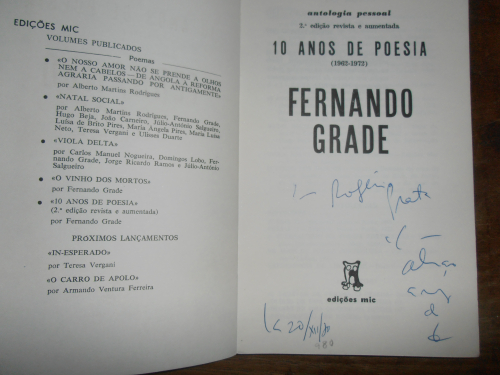 EDIÇÕES MIC
VOLUMES PUBLICADOS
Poemas
«O NOSSO AMOR NÃO SE PRENDE A OLHOS
NEM A CABELOS — DE ANGOLA À REFORMA
AGRÁRIA PASSANDO POR ANTIGAMENTE»
por Alberto Martins Rodrigues
«NATAL SOCIAL»
por Alberto Martins Rodrigues, Fernando Grade,
Hugo Beja, João Carneiro, Júlio-António Salgueiro,
Luísa de Brito Pires, Maria Angela Pires, Maria Luísa
Neto, Teresa Vergani e Ulisses Duarte
«VIOLA DELTA»
por Carlos Manuel Nogueira, Domingos Lobo, Fer-
nando Grade, Jorge Ricardo Ramos e Júlio-António
Salgueiro
«O VINHO DOS MORTOS»
por Fernando Grade
«10 ANOS DE POESIA»
(2.ª edição revista e aumentada)
por Fernando Grade
PRÓXIMOS LANÇAMENTOS
«IN-ESPERADO»
por Teresa Vergani
«O CARRO DE APOLO»
por Armando Ventura Ferreira
antologia pessoal
2.ª edição revista e aumentada
10 ANOS DE POESIA
(1962-1972)
FERNANDO
GRADE
edições mic
20/XII/80